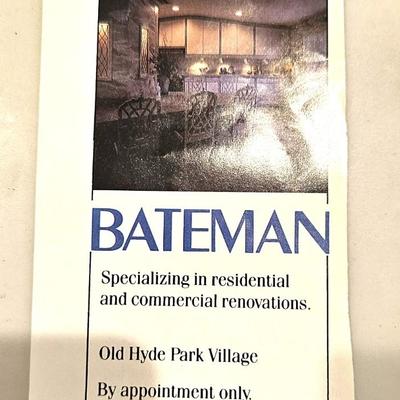 BATEMAN
Specializing in residential
and commercial renovations.
Old Hyde Park Village
By appointment only.